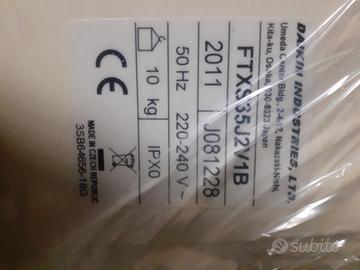 DAIKIN INDUSTRIES, LTD.
Umeda Center Bldg., 2-4-12, Nakazaki-Nishi,
Kita-ku, Osaka, 530-8323 Japan
FTXS35J2V1B
2011 J081228
50 Hz 220-240 V ~
10 kg IPX0
CE
MADE IN CZECH REPUBLIC
3SB64656-18G
subito